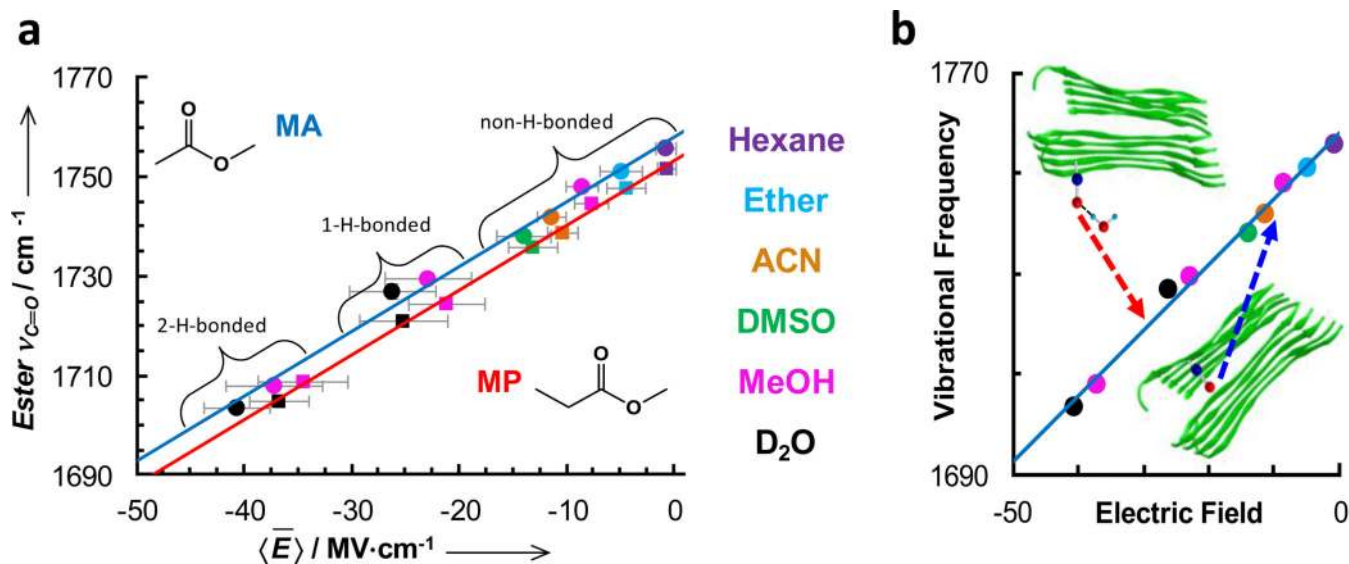 a
Ester ν_C=O / cm⁻¹
1770
1750
1730
1710
1690
-50
-40
-30
-20
-10
0
⟨E̅⟩ / MV·cm⁻¹
O
O
MA
non-H-bonded
1-H-bonded
2-H-bonded
MP
O
O
Hexane
Ether
ACN
DMSO
MeOH
D₂O
b
Vibrational Frequency
1770
1690
-50
Electric Field
0